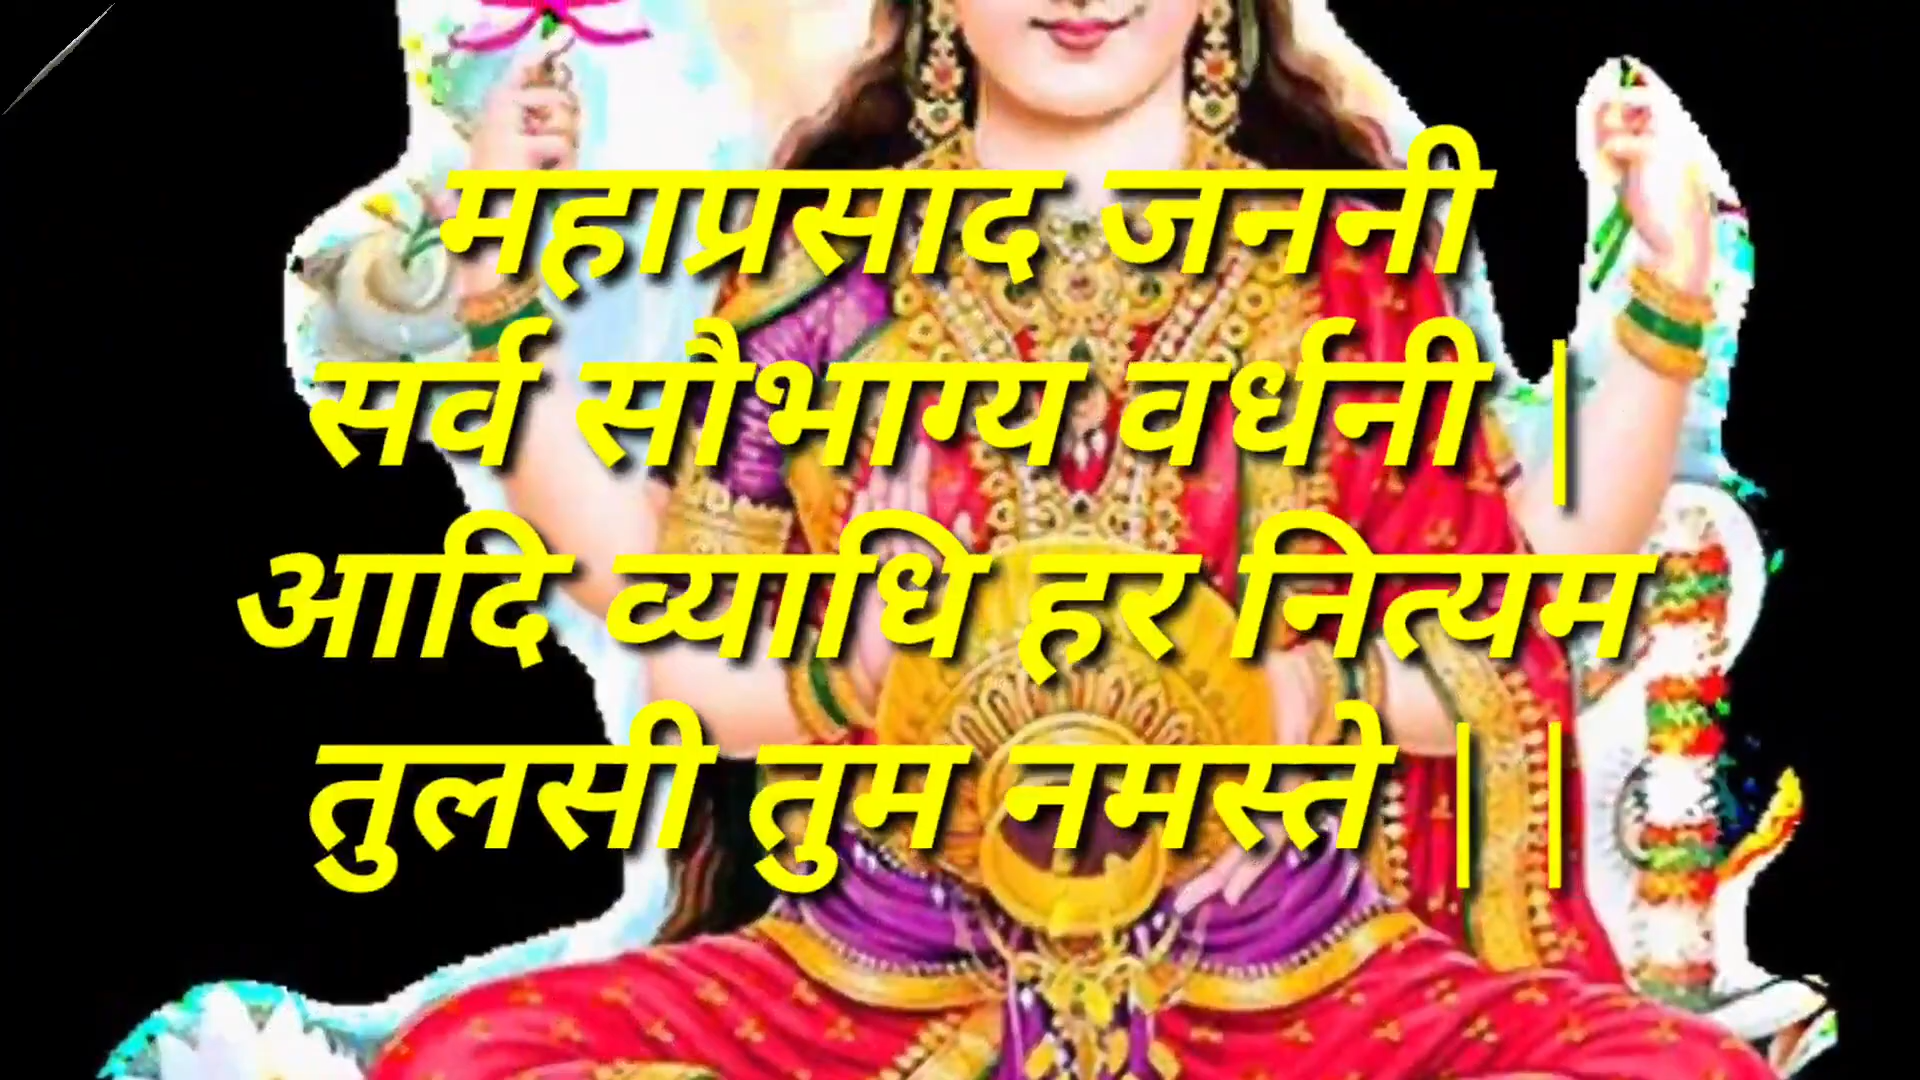 महाप्रसाद जननी
सर्व सौभाग्य वर्धनी |
आदि व्याधि हर नित्यम
तुलसी तुम नमस्ते ||